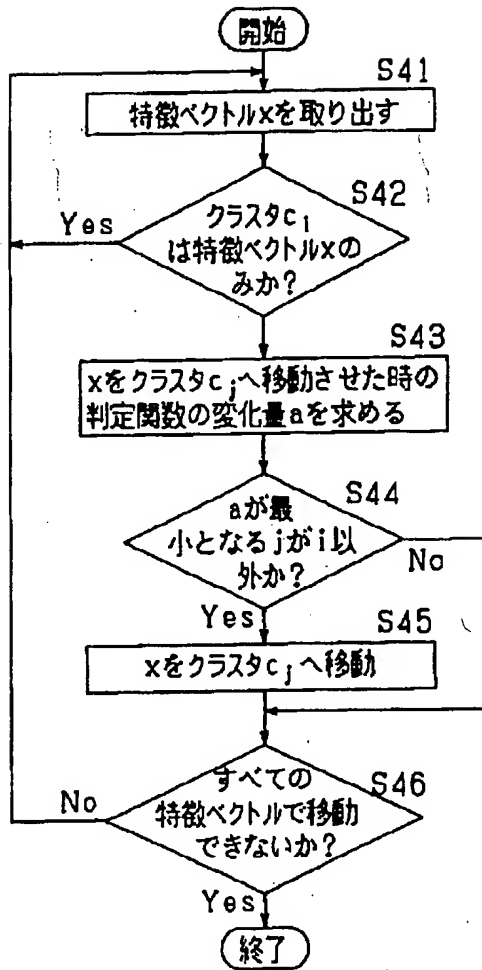 開始
S41
特徴ベクトルxを取り出す
S42
クラスタci
は特徴ベクトルxの
みか?
Yes
S43
xをクラスタcjへ移動させた時の
判定関数の変化量aを求める
S44
aが最
小となるjがi以
外か?
No
Yes
S45
xをクラスタcjへ移動
S46
すべての
特徴ベクトルで移動
できないか?
No
Yes
終了